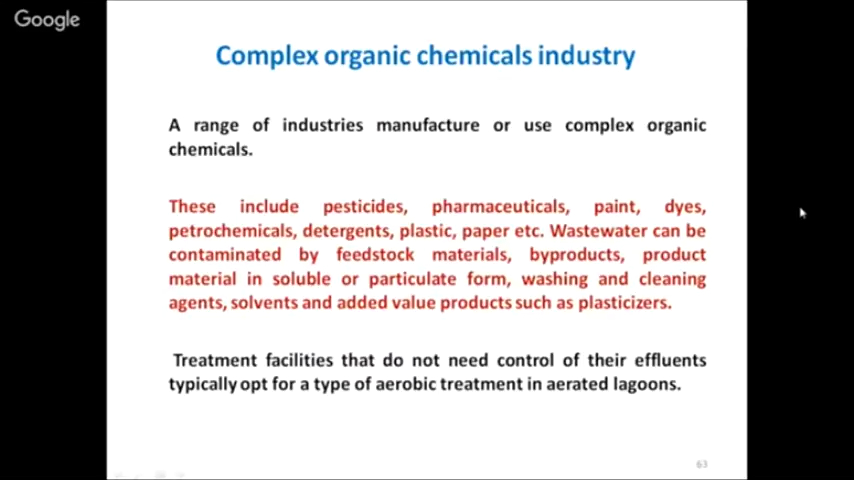 Google
Complex organic chemicals industry
A range of industries manufacture or use complex organic
chemicals.
These include pesticides, pharmaceuticals, paint, dyes,
petrochemicals, detergents, plastic, paper etc. Wastewater can be
contaminated by feedstock materials, byproducts, product
material in soluble or particulate form, washing and cleaning
agents, solvents and added value products such as plasticizers.
Treatment facilities that do not need control of their effluents
typically opt for a type of aerobic treatment in aerated lagoons.
63